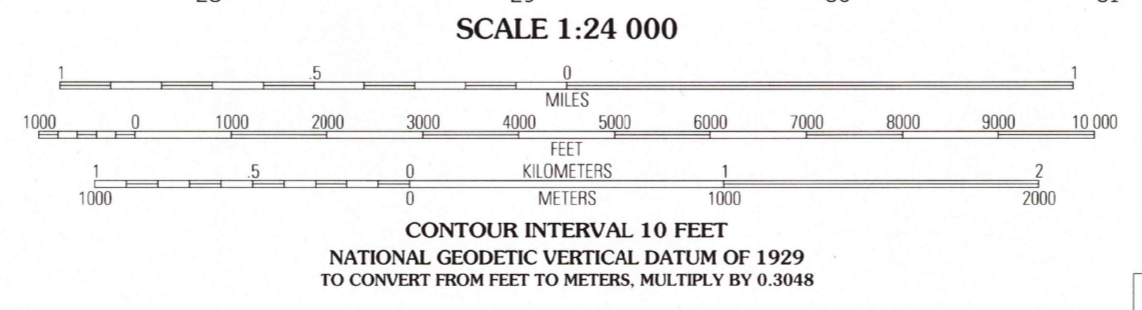 SCALE 1:24 000
1 .5 0 1
MILES
1000 0 1000 2000 3000 4000 5000 6000 7000 8000 9000 10 000
FEET
1 .5 0 KILOMETERS 1 2
1000 0 METERS 1000 2000
CONTOUR INTERVAL 10 FEET
NATIONAL GEODETIC VERTICAL DATUM OF 1929
TO CONVERT FROM FEET TO METERS, MULTIPLY BY 0.3048